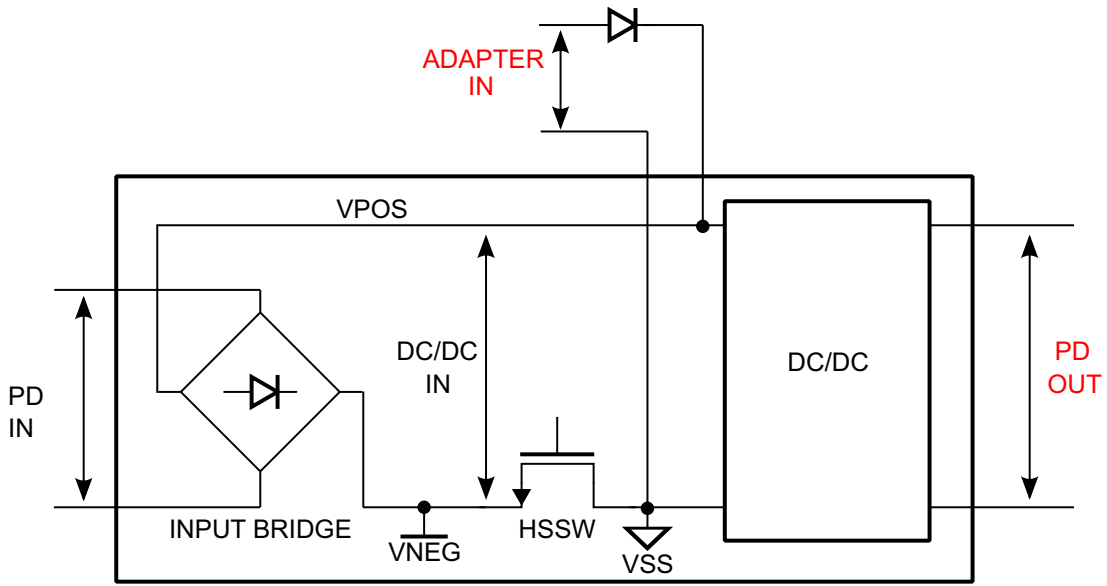 ADAPTER
IN
VPOS
PD
IN
DC/DC
IN
DC/DC
PD
OUT
INPUT BRIDGE
VNEG
HSSW
VSS